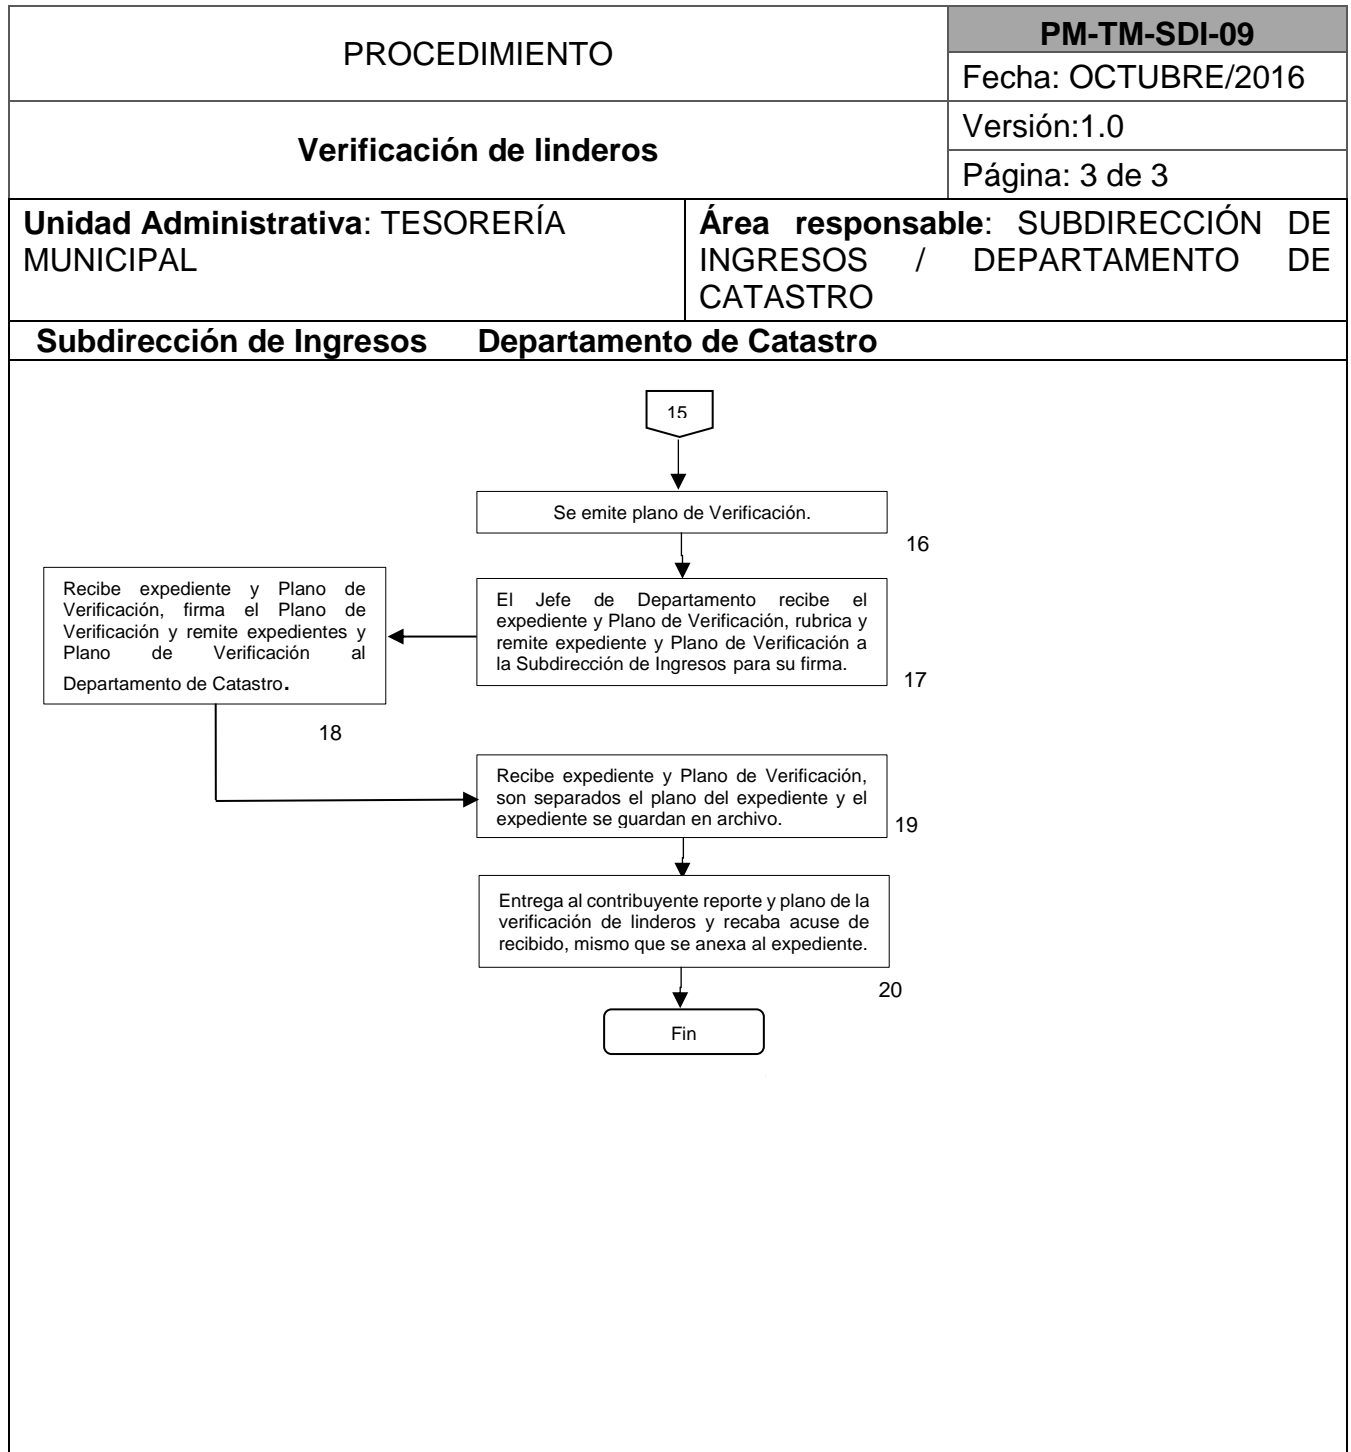 PROCEDIMIENTO
PM-TM-SDI-09
Fecha: OCTUBRE/2016
Verificación de linderos
Versión:1.0
Página: 3 de 3
Unidad Administrativa: TESORERÍA
MUNICIPAL
Área responsable: SUBDIRECCIÓN DE
INGRESOS / DEPARTAMENTO DE
CATASTRO
Subdirección de Ingresos Departamento de Catastro
15
Se emite plano de Verificación.
16
El Jefe de Departamento recibe el
expediente y Plano de Verificación, rubrica y
remite expediente y Plano de Verificación a
la Subdirección de Ingresos para su firma.
17
Recibe expediente y Plano de
Verificación, firma el Plano de
Verificación y remite expedientes y
Plano de Verificación al
Departamento de Catastro.
18
Recibe expediente y Plano de Verificación,
son separados el plano del expediente y el
expediente se guardan en archivo.
19
Entrega al contribuyente reporte y plano de la
verificación de linderos y recaba acuse de
recibido, mismo que se anexa al expediente.
20
Fin